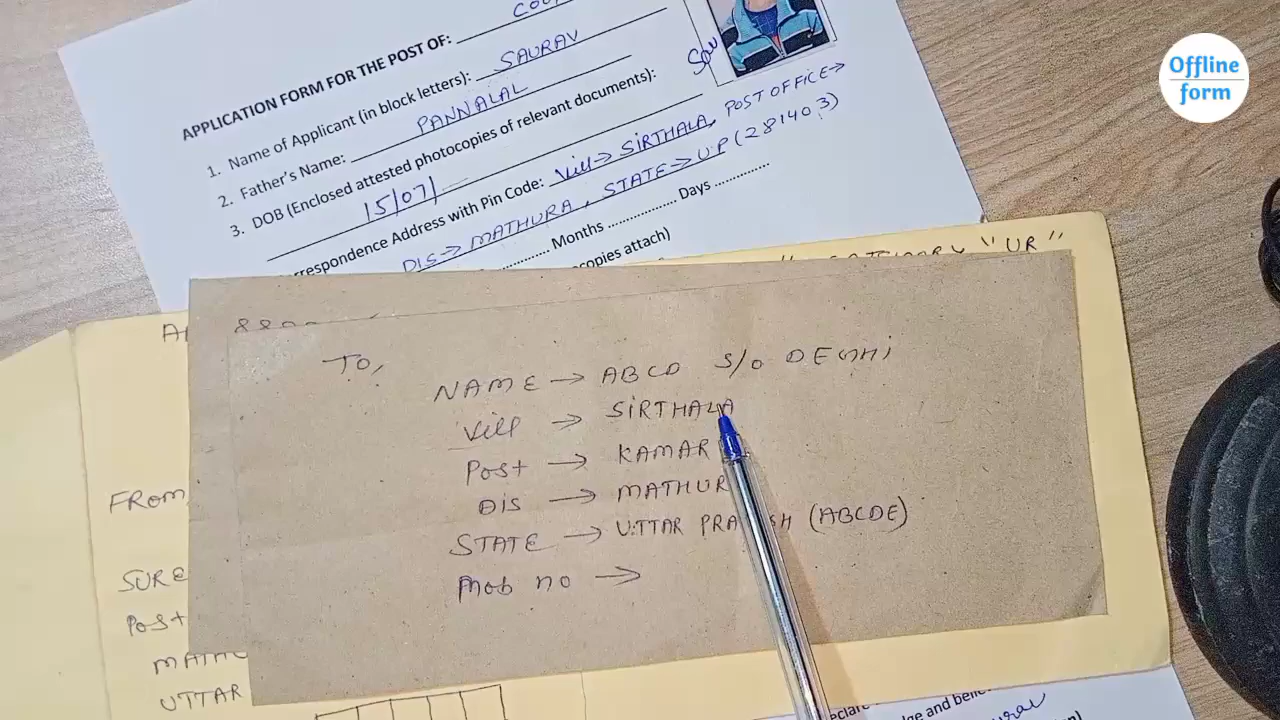 Offline
form
APPLICATION FORM FOR THE POST OF:
1. Name of Applicant (in block letters): SAURAV
2. Father's Name: PANNALAL
3. DOB (Enclosed attested photocopies of relevant documents):
15/07/
Correspondence Address with Pin Code: Vill→ SIRTHALA, POST OFFICE→
DIS→ MATHURA, STATE→ U.P (281403)
Months Days
copies attach)
"UR"
TO,
NAME → ABCD S/O DEGHI
Vill → SIRTHALA
Post → KAMAR
DIS → MATHUR
STATE → UTTAR PRA SH (ABCDE)
Mob no →
FROM,
SURE
Post
MATHU
UTTAR